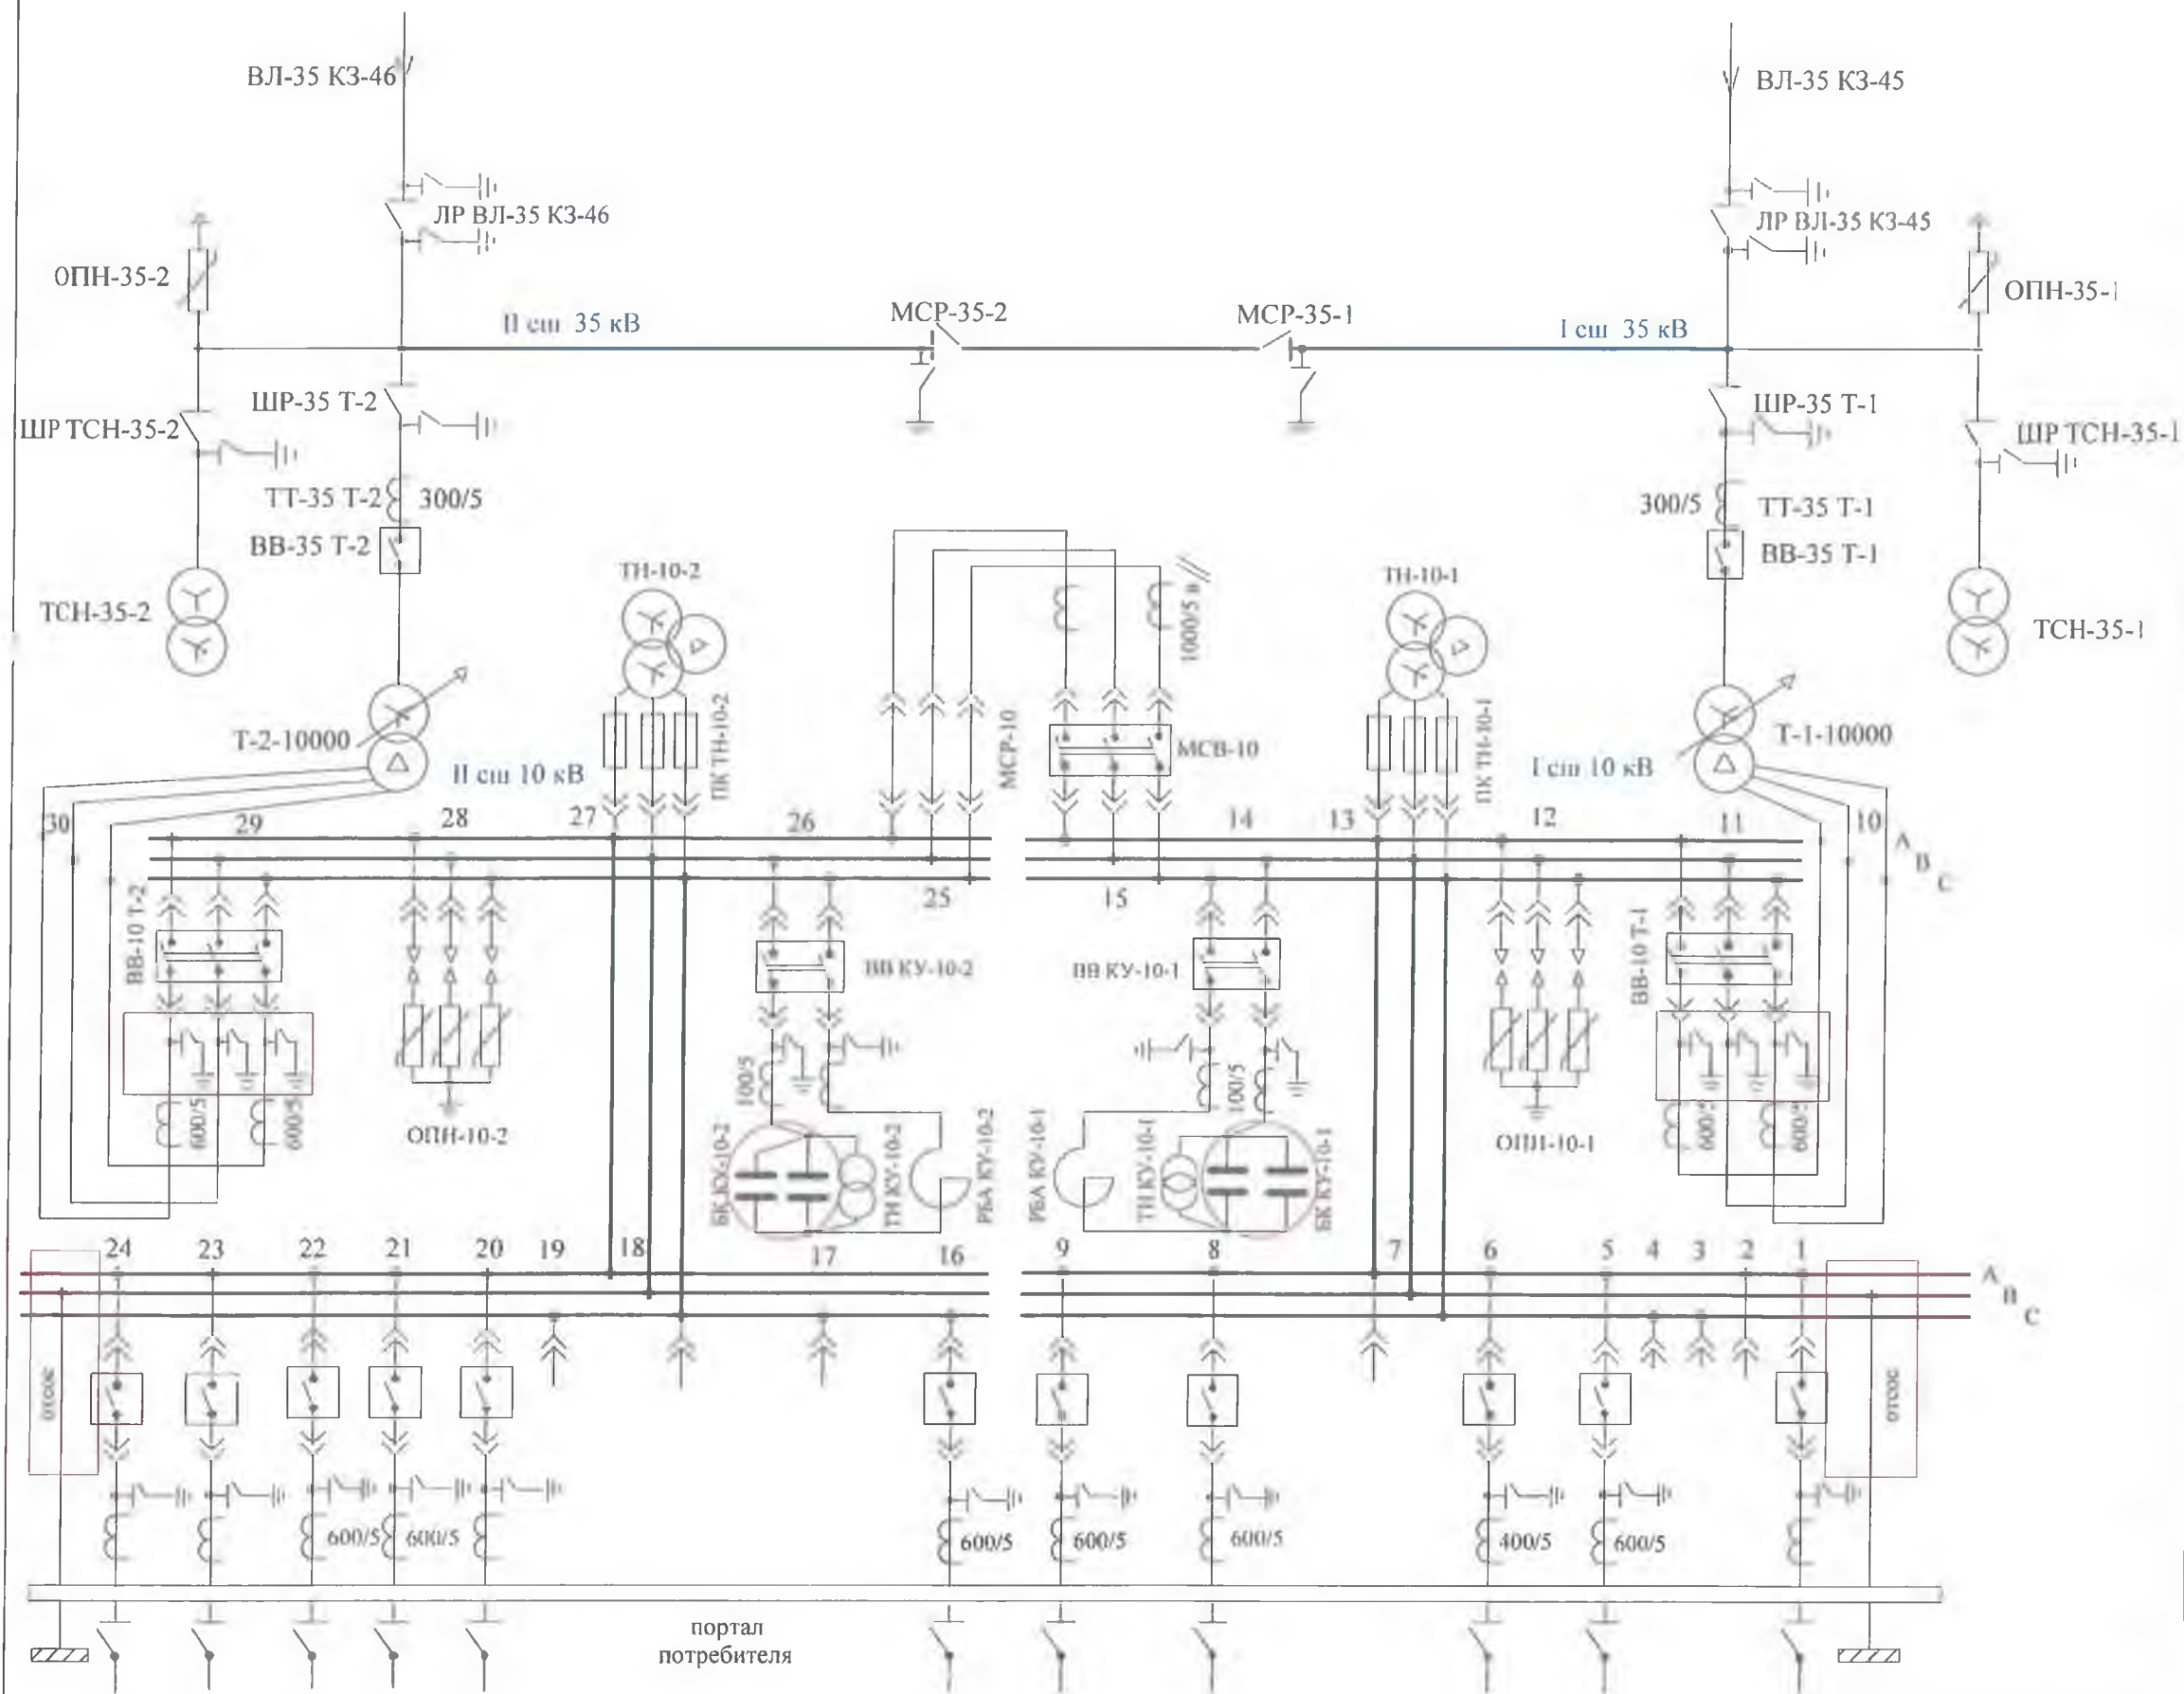 ВЛ-35 КЗ-46
ВЛ-35 КЗ-45
ЛР ВЛ-35 КЗ-46
ЛР ВЛ-35 КЗ-45
ОПН-35-2
ОПН-35-1
II сш 35 кВ
МСР-35-2
МСР-35-1
I сш 35 кВ
ШР-35 Т-2
ШР-35 Т-1
ШР ТСН-35-2
ШР ТСН-35-1
ТТ-35 Т-2
300/5
300/5
ТТ-35 Т-1
ВВ-35 Т-2
ВВ-35 Т-1
ТН-10-2
ТН-10-1
1000/5 в
ТСН-35-2
ТСН-35-1
Т-2-10000
ПК ТН-10-2
МСР-10
МСВ-10
ПК ТН-10-1
Т-1-10000
II сш 10 кВ
I сш 10 кВ
30
29
28
27
26
14
13
12
11
10
А
В
С
25
15
ВВ-10 Т-2
ВВ КУ-10-2
ВВ КУ-10-1
ВВ-10 Т-1
100/5
100/5
600/5
600/5
ОПН-10-2
ОПН-10-1
600/5
600/5
БК КУ-10-2
ТН КУ-10-2
РБА КУ-10-2
РБА КУ-10-1
ТН КУ-10-1
БК КУ-10-1
24
23
22
21
20
19
18
17
16
9
8
7
6
5
4
3
2
1
А
В
С
отсос
отсос
600/5
600/5
600/5
600/5
600/5
400/5
600/5
портал
потребителя